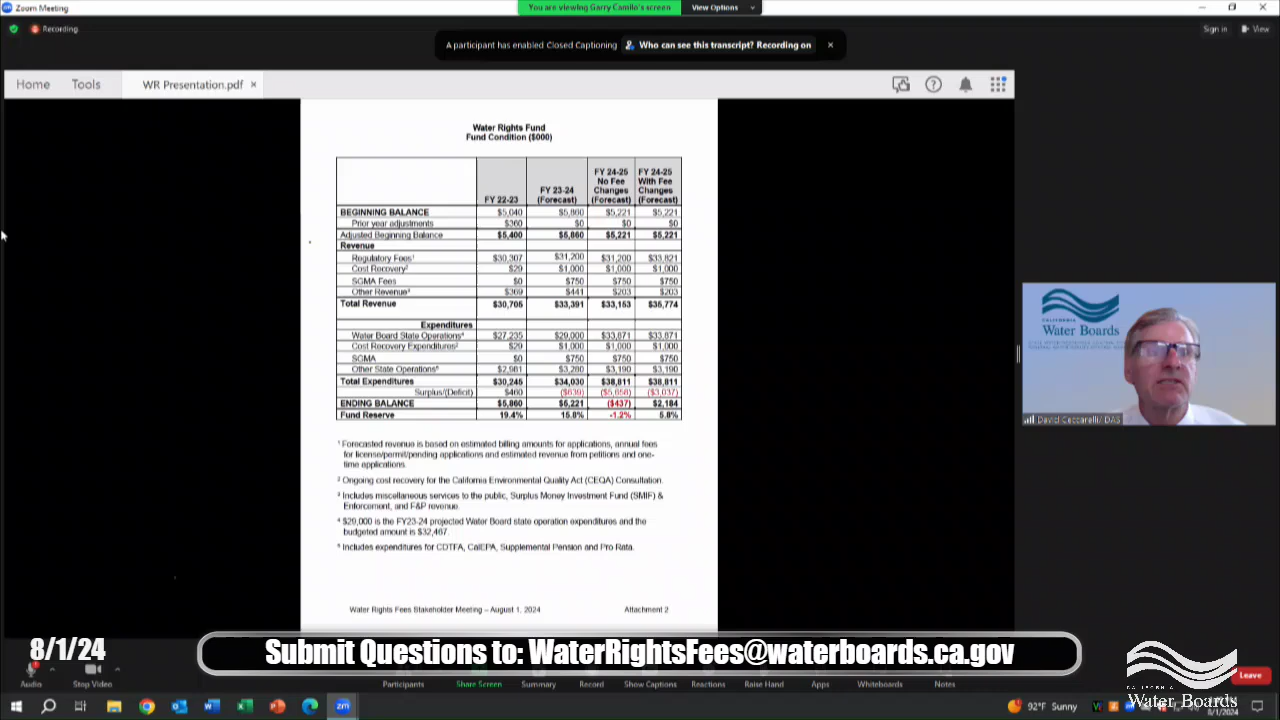 Zoom Meeting
You are viewing Garry Camilo's screen
View Options
Recording
Sign in
View
A participant has enabled Closed Captioning
Who can see this transcript? Recording on
Home
Tools
WR Presentation.pdf
Water Rights Fund
Fund Condition ($000)
FY 22-23 FY 23-24 (Forecast) FY 24-25 No Fee Changes (Forecast) FY 24-25 With Fee Changes (Forecast)
BEGINNING BALANCE $5,040 $5,860 $5,221 $5,221
Prior year adjustments $360 $0 $0 $0
Adjusted Beginning Balance $5,400 $5,860 $5,221 $5,221
Revenue
Regulatory Fees¹ $30,307 $31,200 $31,200 $33,821
Cost Recovery² $29 $1,000 $1,000 $1,000
SGMA Fees $0 $750 $750 $750
Other Revenue³ $369 $441 $203 $203
Total Revenue $30,705 $33,391 $33,153 $35,774
Expenditures
Water Board State Operations⁴ $27,235 $29,000 $33,871 $33,871
Cost Recovery Expenditures² $29 $1,000 $1,000 $1,000
SGMA $0 $750 $750 $750
Other State Operations⁵ $2,981 $3,280 $3,190 $3,190
Total Expenditures $30,245 $34,030 $38,811 $38,811
Surplus/(Deficit) $460 ($639) ($5,658) ($3,037)
ENDING BALANCE $5,860 $5,221 ($437) $2,184
Fund Reserve 19.4% 15.8% -1.2% 5.8%
¹ Forecasted revenue is based on estimated billing amounts for applications, annual fees
for license/permit/pending applications and estimated revenue from petitions and one-
time applications.
² Ongoing cost recovery for the California Environmental Quality Act (CEQA) Consultation.
³ Includes miscellaneous services to the public, Surplus Money Investment Fund (SMIF) &
Enforcement, and F&P revenue.
⁴ $29,000 is the FY23-24 projected Water Board state operation expenditures and the
budgeted amount is $32,467.
⁵ Includes expenditures for CDTFA, CalEPA, Supplemental Pension and Pro Rata.
Water Rights Fees Stakeholder Meeting – August 1, 2024
Attachment 2
CALIFORNIA
Water Boards
David Ceccarelli/ DAS
8/1/24
Submit Questions to: WaterRightsFees@waterboards.ca.gov
CALIFORNIA
Water Boards
Audio
Stop Video
Participants
Share Screen
Summary
Record
Show Captions
Reactions
Raise Hand
Apps
Whiteboards
Notes
Leave
92°F Sunny
8/1/2024